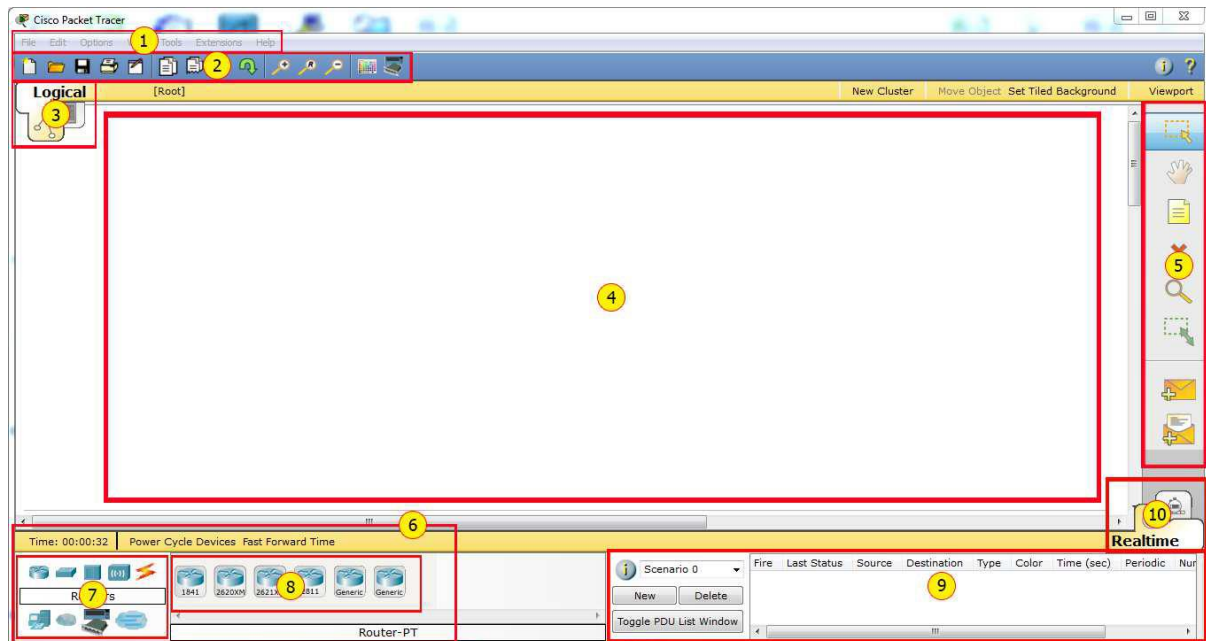 Cisco Packet Tracer
File Edit Options 1 Tools Extensions Help
2
i ?
Logical [Root] New Cluster Move Object Set Tiled Background Viewport
3
4
5
6
10
Time: 00:00:32 Power Cycle Devices Fast Forward Time Realtime
7
1841 2620XM 8 2811 Generic Generic
Router-PT
i Scenario 0
New Delete
Toggle PDU List Window
Fire Last Status Source Destination Type Color Time (sec) Periodic
9